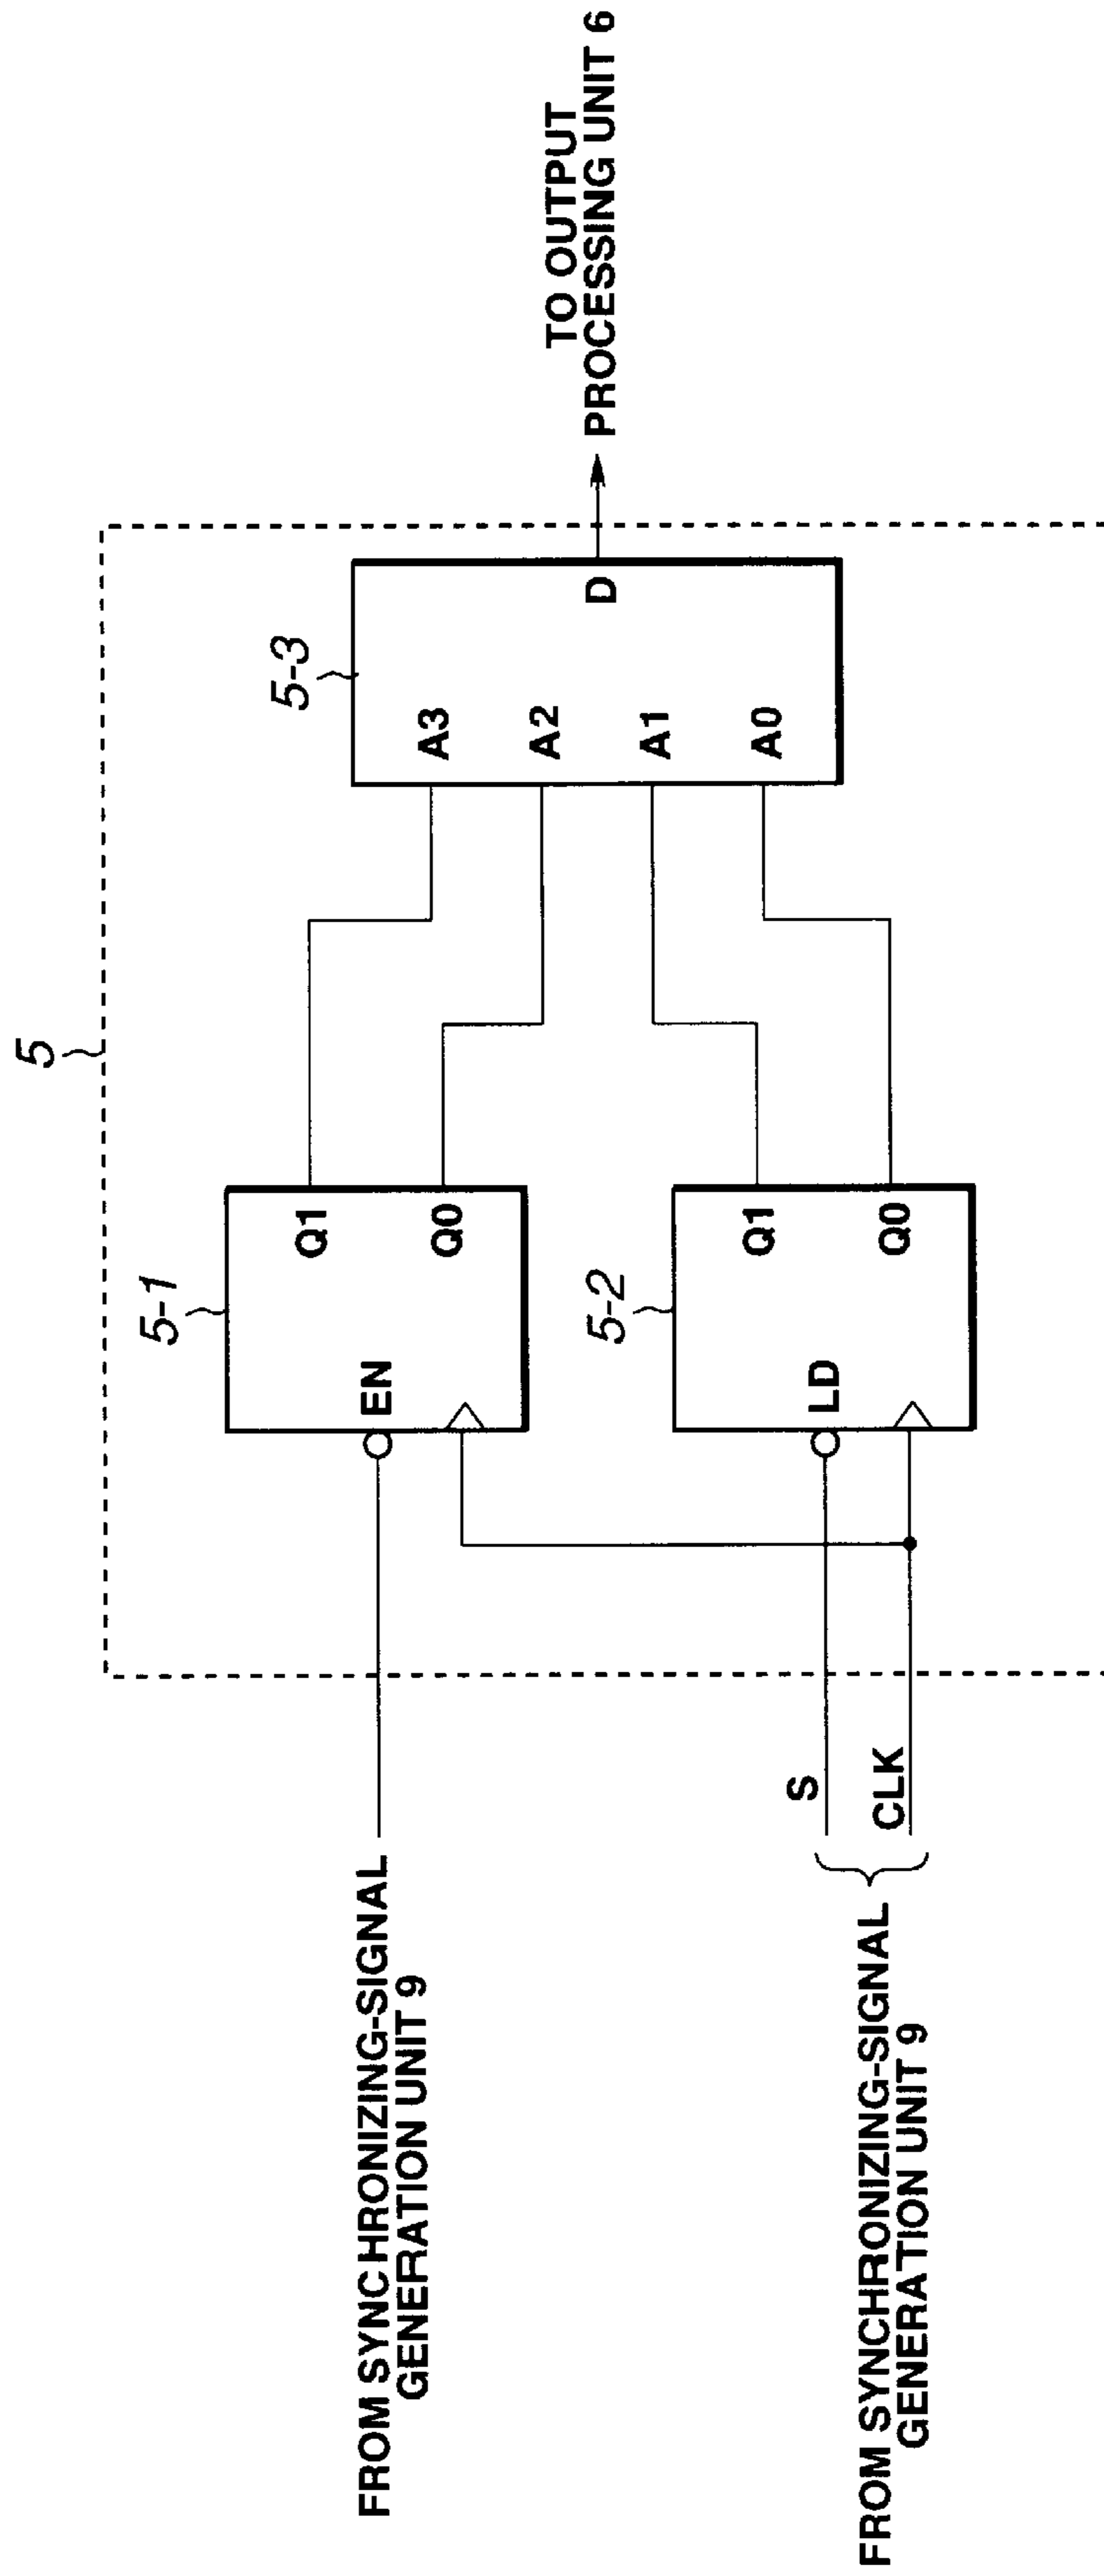 5
5-1
EN
Q1
Q0
5-2
LD
Q1
Q0
5-3
A3
A2
A1
A0
D
TO OUTPUT
PROCESSING UNIT 6
FROM SYNCHRONIZING-SIGNAL
GENERATION UNIT 9
S
CLK
FROM SYNCHRONIZING-SIGNAL
GENERATION UNIT 9